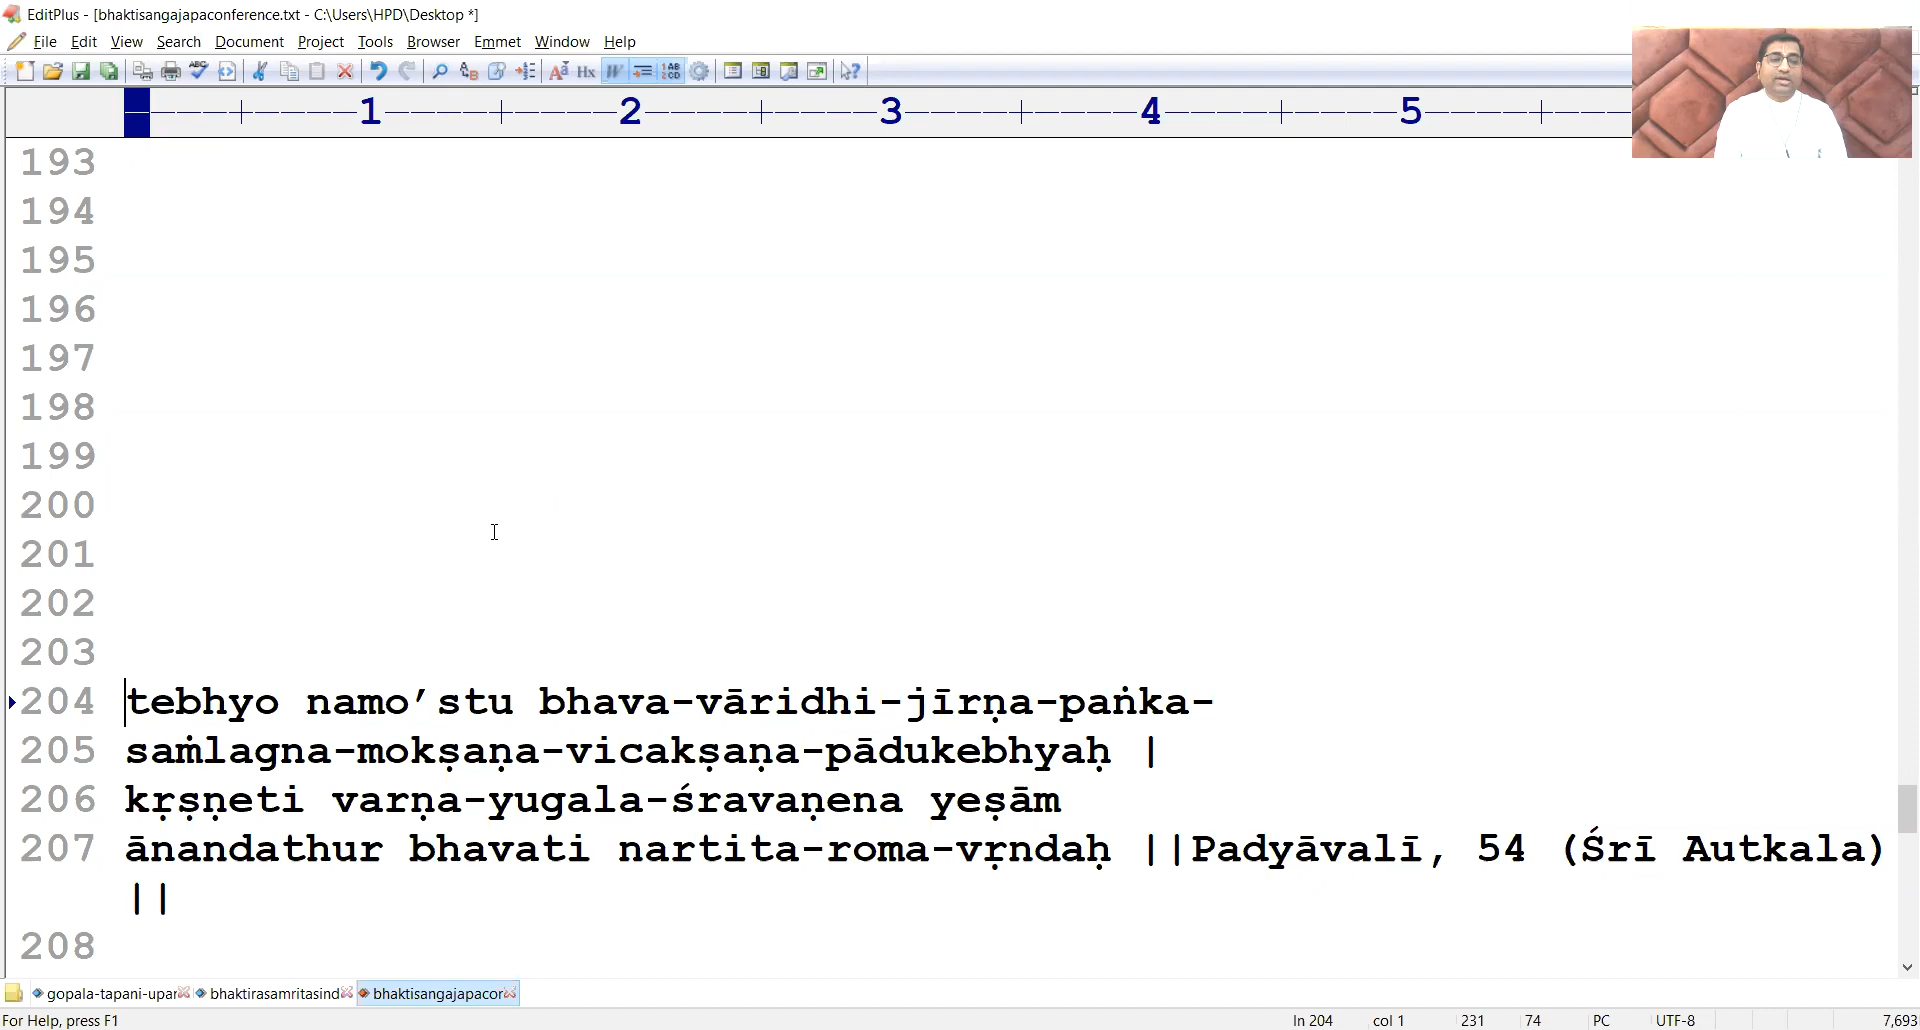 EditPlus - [bhaktisangajapaconference.txt - C:\Users\HPD\Desktop *]
File Edit View Search Document Project Tools Browser Emmet Window Help
1 2 3 4 5
193
194
195
196
197
198
199
200
201
202
203
204 tebhyo namo’stu bhava-vāridhi-jīrṇa-paṅka-
205 saṁlagna-mokṣaṇa-vicakṣaṇa-pādukebhyaḥ |
206 kṛṣṇeti varṇa-yugala-śravaṇena yeṣām
207 ānandathur bhavati nartita-roma-vṛndaḥ ||Padyāvalī, 54 (Śrī Autkala)
||
208
gopala-tapani-upar bhaktirasamritasind bhaktisangajapacor
For Help, press F1 ln 204 col 1 231 74 PC UTF-8 7,693